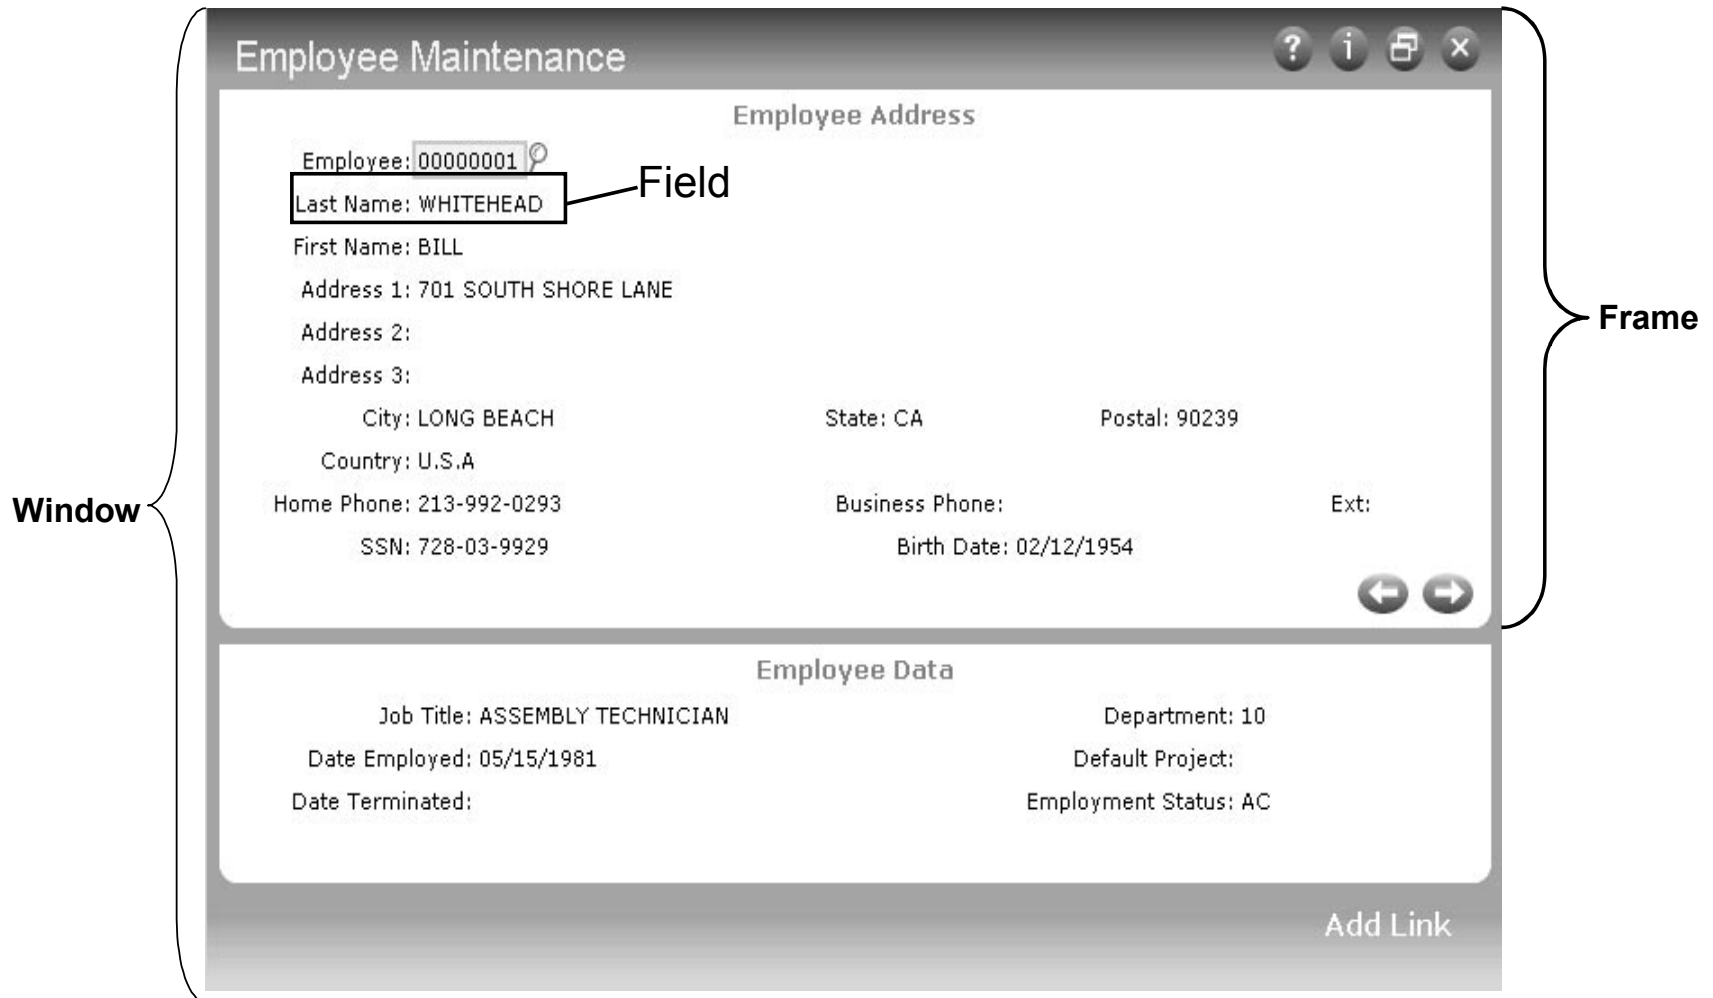 Employee Maintenance ? i
Employee Address
Employee: 00000001
Field
Last Name: WHITEHEAD
First Name: BILL
Address 1: 701 SOUTH SHORE LANE
Frame
Address 2:
Address 3:
City: LONG BEACH State: CA Postal: 90239
Country: U.S.A
Window
Home Phone: 213-992-0293 Business Phone: Ext:
SSN: 728-03-9929 Birth Date: 02/12/1954
Employee Data
Job Title: ASSEMBLY TECHNICIAN Department: 10
Date Employed: 05/15/1981 Default Project:
Date Terminated: Employment Status: AC
Add Link